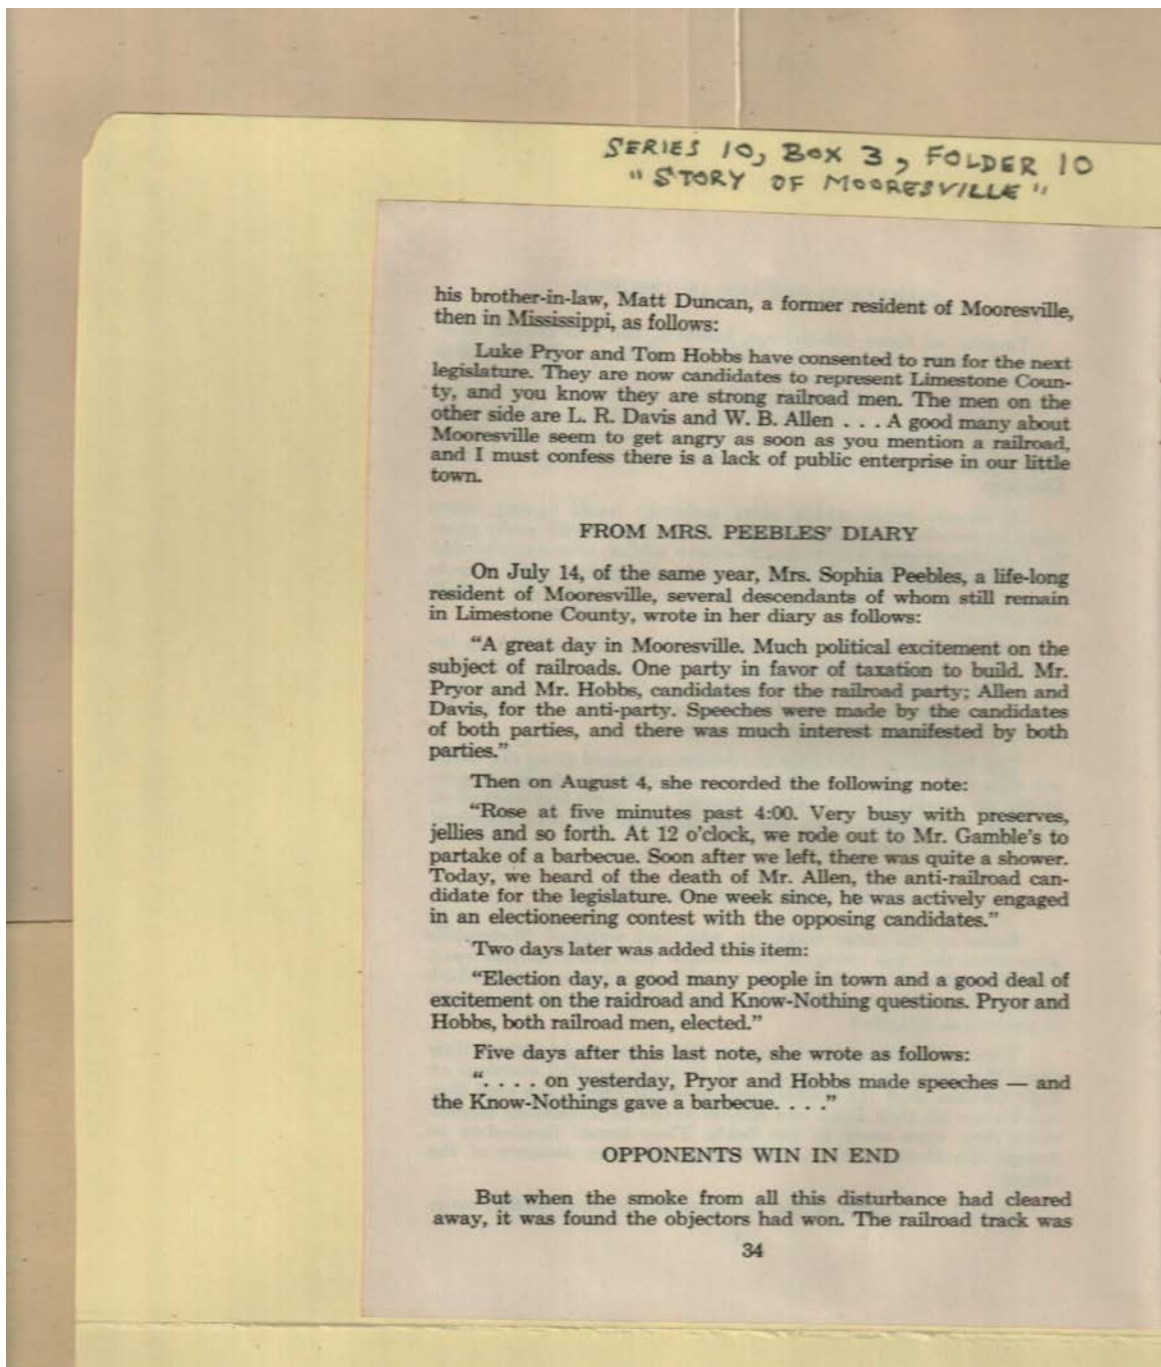 SERIES 10, BOX 3, FOLDER 10
" STORY OF MOORESVILLE "
his brother-in-law, Matt Duncan, a former resident of Mooresville,
then in Mississippi, as follows:
Luke Pryor and Tom Hobbs have consented to run for the next
legislature. They are now candidates to represent Limestone Coun-
ty, and you know they are strong railroad men. The men on the
other side are L. R. Davis and W. B. Allen . . . A good many about
Mooresville seem to get angry as soon as you mention a railroad,
and I must confess there is a lack of public enterprise in our little
town.
FROM MRS. PEEBLES' DIARY
On July 14, of the same year, Mrs. Sophia Peebles, a life-long
resident of Mooresville, several descendants of whom still remain
in Limestone County, wrote in her diary as follows:
"A great day in Mooresville. Much political excitement on the
subject of railroads. One party in favor of taxation to build. Mr.
Pryor and Mr. Hobbs, candidates for the railroad party; Allen and
Davis, for the anti-party. Speeches were made by the candidates
of both parties, and there was much interest manifested by both
parties."
Then on August 4, she recorded the following note:
"Rose at five minutes past 4:00. Very busy with preserves,
jellies and so forth. At 12 o'clock, we rode out to Mr. Gamble's to
partake of a barbecue. Soon after we left, there was quite a shower.
Today, we heard of the death of Mr. Allen, the anti-railroad can-
didate for the legislature. One week since, he was actively engaged
in an electioneering contest with the opposing candidates."
Two days later was added this item:
"Election day, a good many people in town and a good deal of
excitement on the raidroad and Know-Nothing questions. Pryor and
Hobbs, both railroad men, elected."
Five days after this last note, she wrote as follows:
". . . . on yesterday, Pryor and Hobbs made speeches — and
the Know-Nothings gave a barbecue. . . ."
OPPONENTS WIN IN END
But when the smoke from all this disturbance had cleared
away, it was found the objectors had won. The railroad track was
34